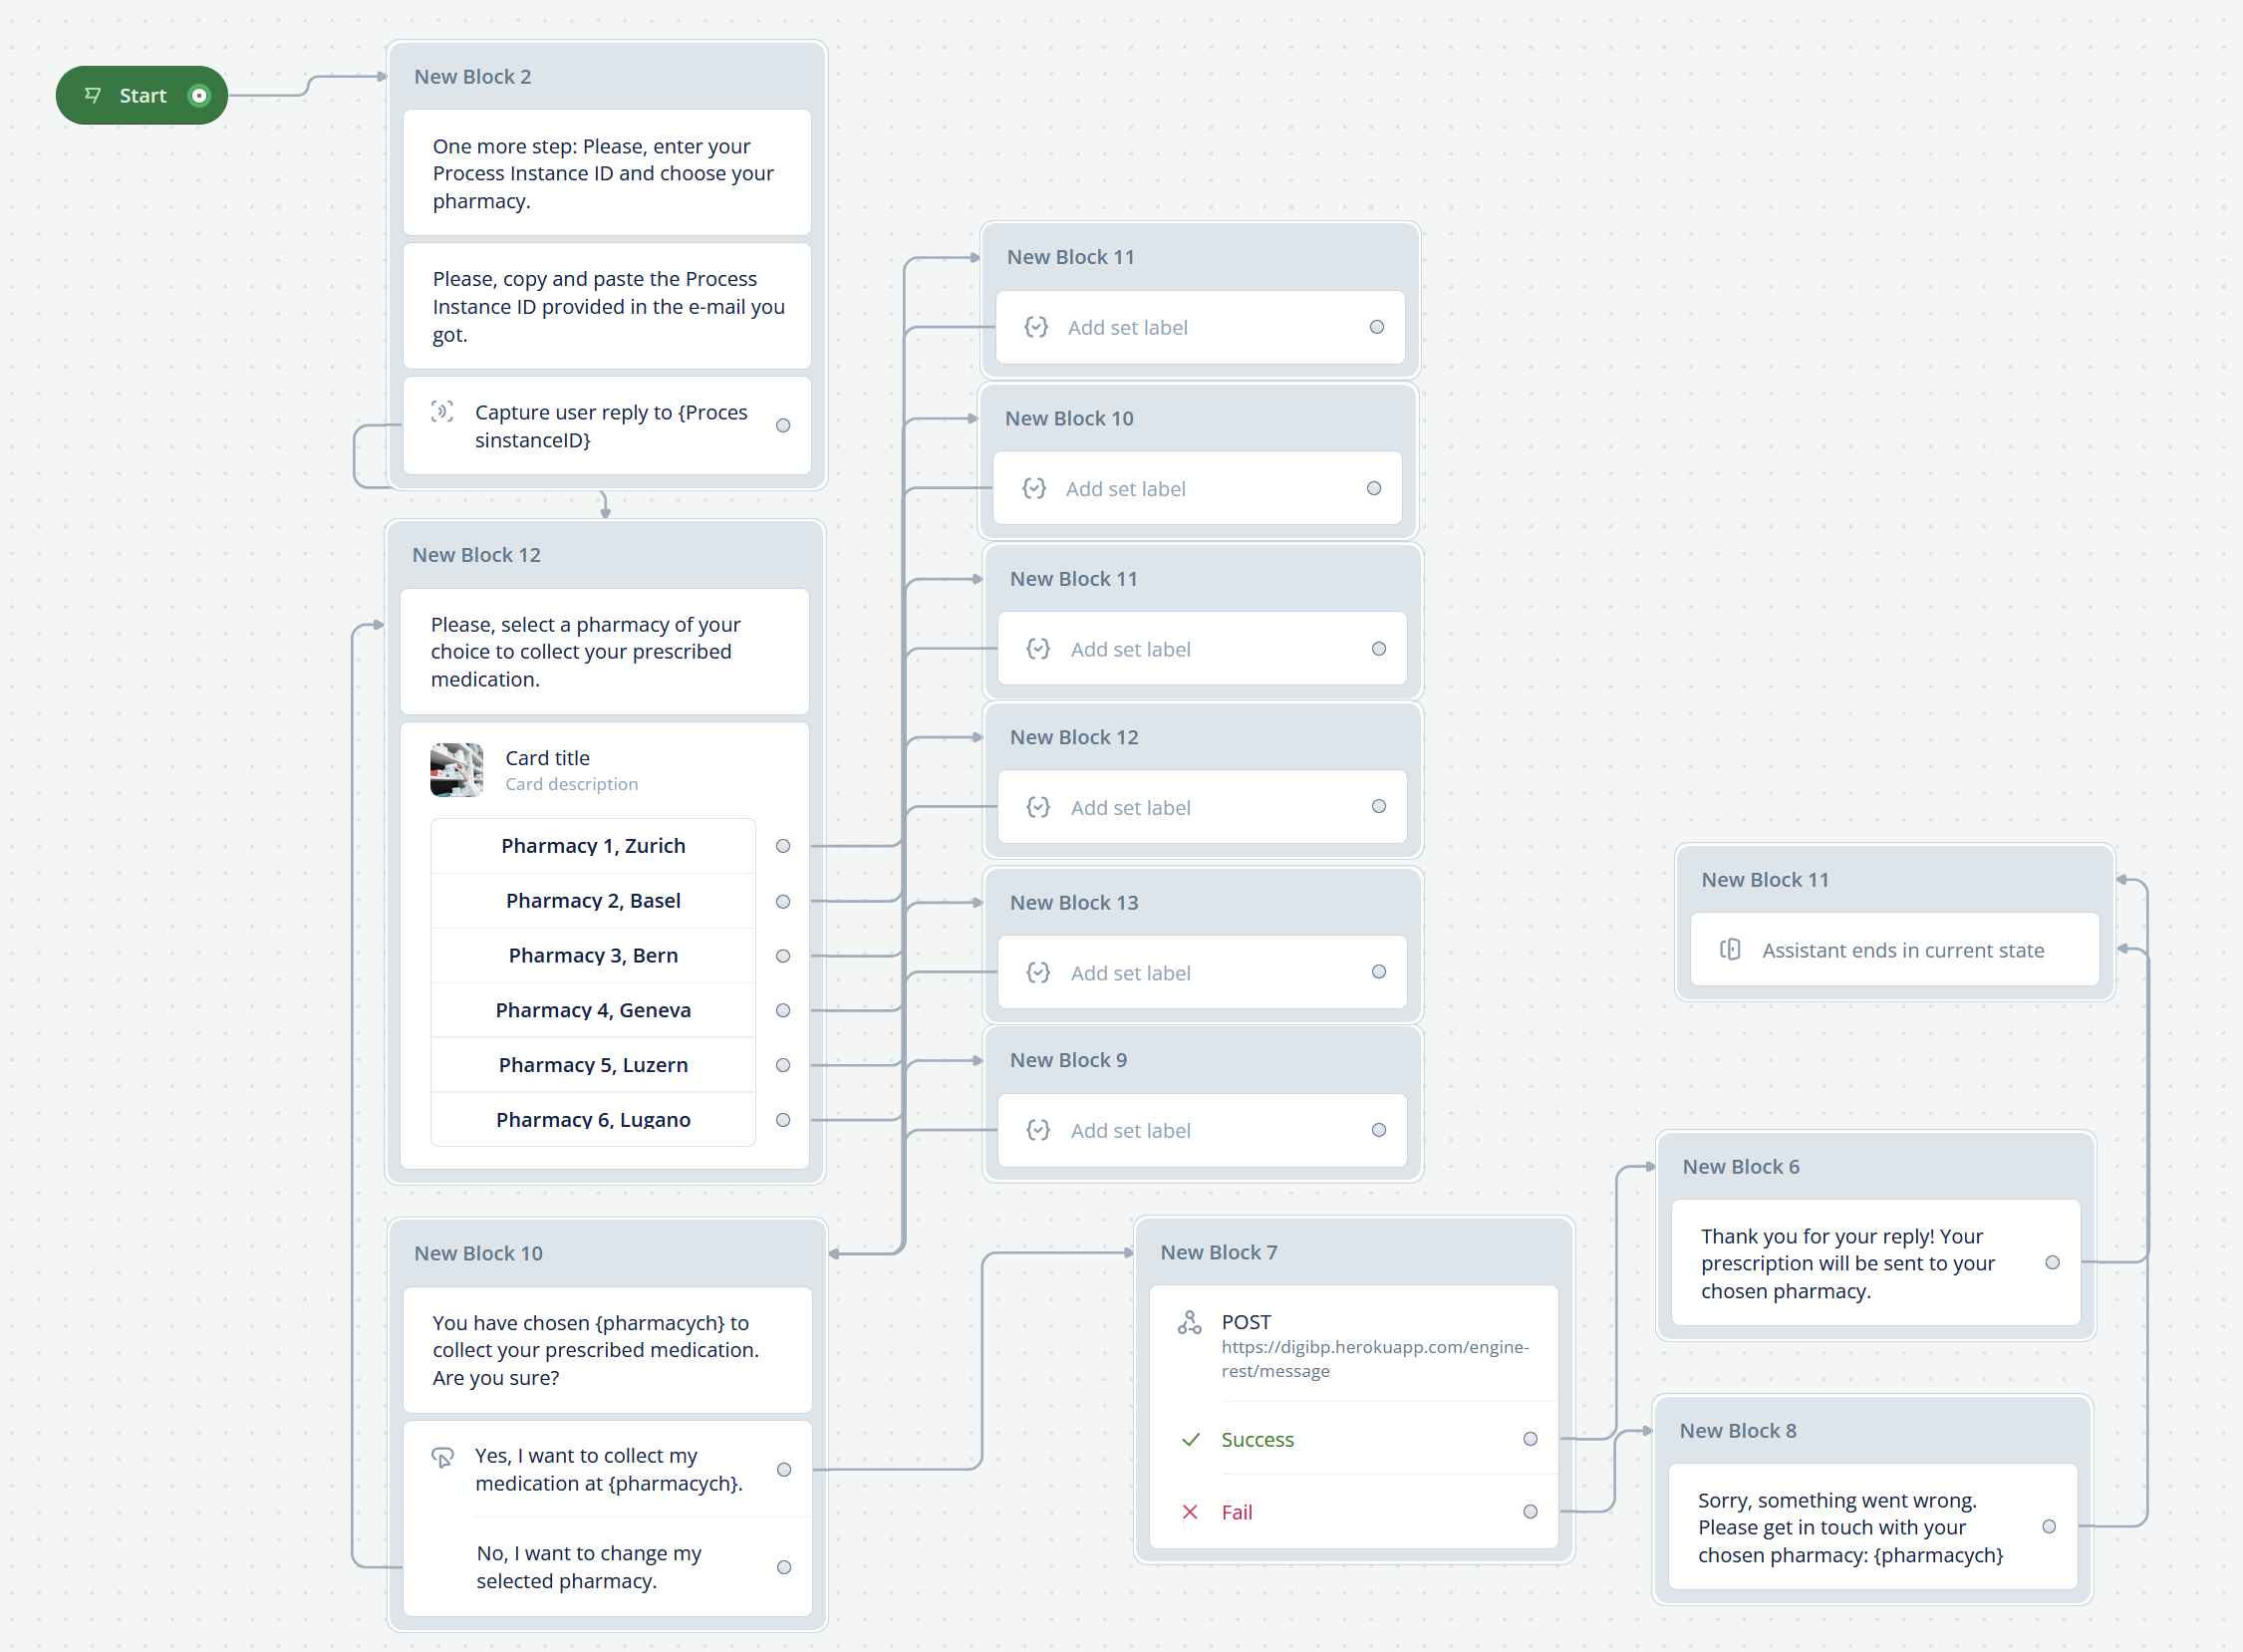 Start
New Block 2
One more step: Please, enter your
Process Instance ID and choose your
pharmacy.
Please, copy and paste the Process
Instance ID provided in the e-mail you
got.
Capture user reply to {Proces
sinstanceID}
New Block 12
Please, select a pharmacy of your
choice to collect your prescribed
medication.
Card title
Card description
Pharmacy 1, Zurich
Pharmacy 2, Basel
Pharmacy 3, Bern
Pharmacy 4, Geneva
Pharmacy 5, Luzern
Pharmacy 6, Lugano
New Block 10
You have chosen {pharmacych} to
collect your prescribed medication.
Are you sure?
Yes, I want to collect my
medication at {pharmacych}.
No, I want to change my
selected pharmacy.
New Block 11
Add set label
New Block 10
Add set label
New Block 11
Add set label
New Block 12
Add set label
New Block 13
Add set label
New Block 9
Add set label
New Block 7
POST
https://digibp.herokuapp.com/engine-
rest/message
Success
Fail
New Block 11
Assistant ends in current state
New Block 6
Thank you for your reply! Your
prescription will be sent to your
chosen pharmacy.
New Block 8
Sorry, something went wrong.
Please get in touch with your
chosen pharmacy: {pharmacych}